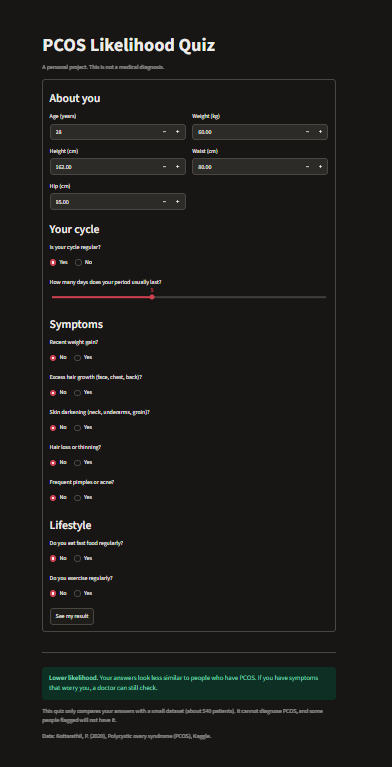 PCOS Likelihood Quiz
A personal project. This is not a medical diagnosis.
About you
Age (years)
Weight (kg)
28
− +
60.00
− +
Height (cm)
Waist (cm)
162.00
− +
80.00
− +
Hip (cm)
95.00
− +
Your cycle
Is your cycle regular?
Yes
No
How many days does your period usually last?
5
Symptoms
Recent weight gain?
No
Yes
Excess hair growth (face, chest, back)?
No
Yes
Skin darkening (neck, underarms, groin)?
No
Yes
Hair loss or thinning?
No
Yes
Frequent pimples or acne?
No
Yes
Lifestyle
Do you eat fast food regularly?
No
Yes
Do you exercise regularly?
No
Yes
See my result
Lower likelihood. Your answers look less similar to people who have PCOS. If you have symptoms
that worry you, a doctor can still check.
This quiz only compares your answers with a small dataset (about 540 patients). It cannot diagnose PCOS, and some
people flagged will not have it.
Data: Kottarathil, P. (2020), Polycystic ovary syndrome (PCOS), Kaggle.